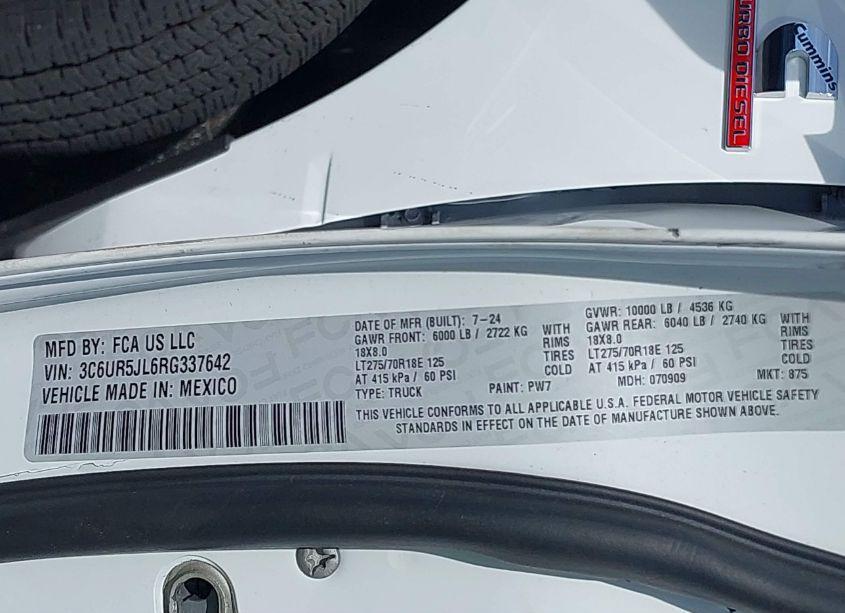 TURBO DIESEL
Cummins
MFD BY: FCA US LLC
VIN: 3C6UR5JL6RG337642
VEHICLE MADE IN: MEXICO
DATE OF MFR (BUILT): 7-24
GAWR FRONT: 6000 LB / 2722 KG WITH
18X8.0 RIMS
LT275/70R18E 125 TIRES
AT 415 kPa / 60 PSI COLD
TYPE: TRUCK PAINT: PW7
GVWR: 10000 LB / 4536 KG
GAWR REAR: 6040 LB / 2740 KG WITH
18X8.0 RIMS
LT275/70R18E 125 TIRES
AT 415 kPa / 60 PSI COLD
MDH: 070909 MKT: 875
THIS VEHICLE CONFORMS TO ALL APPLICABLE U.S.A. FEDERAL MOTOR VEHICLE SAFETY
STANDARDS IN EFFECT ON THE DATE OF MANUFACTURE SHOWN ABOVE.